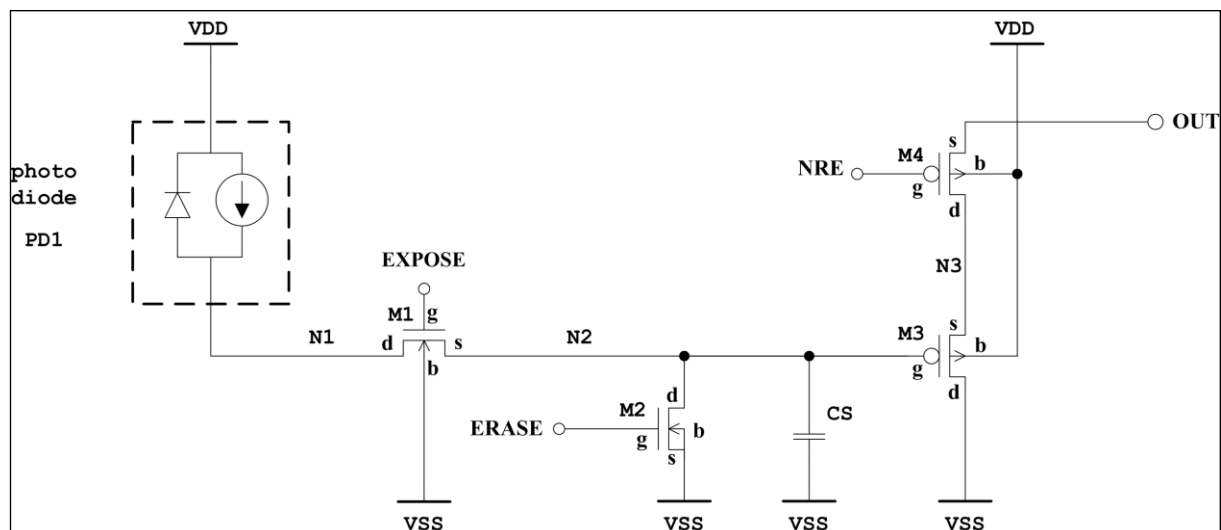 VDD
VDD
OUT
s
M4
b
NRE
g
d
photo
diode
PD1
N3
EXPOSE
M1
g
N1
d
s
N2
b
s
M3
b
g
d
d
M2
CS
ERASE
b
g
s
VSS
VSS
VSS
VSS